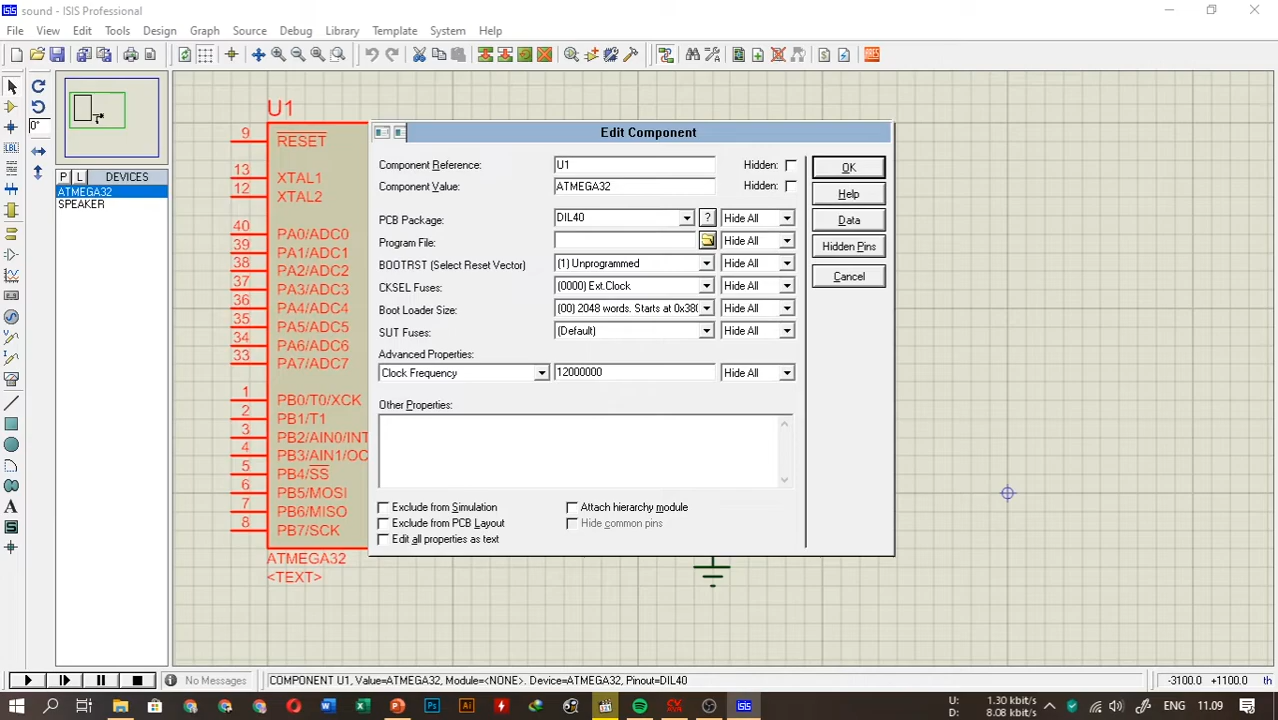 sound - ISIS Professional
File View Edit Tools Design Graph Source Debug Library Template System Help
0°
P L DEVICES
ATMEGA32
SPEAKER
U1
9 RESET
13 XTAL1
12 XTAL2
40 PA0/ADC0
39 PA1/ADC1
38 PA2/ADC2
37 PA3/ADC3
36 PA4/ADC4
35 PA5/ADC5
34 PA6/ADC6
33 PA7/ADC7
1 PB0/T0/XCK
2 PB1/T1
3 PB2/AIN0/INT
4 PB3/AIN1/OC
5 PB4/SS
6 PB5/MOSI
7 PB6/MISO
8 PB7/SCK
ATMEGA32
<TEXT>
Edit Component
Component Reference: U1 Hidden: OK
Component Value: ATMEGA32 Hidden: Help
PCB Package: DIL40 ? Hide All Data
Program File: Hide All Hidden Pins
BOOTRST (Select Reset Vector) (1) Unprogrammed Hide All
CKSEL Fuses: (0000) Ext.Clock Hide All Cancel
Boot Loader Size: (00) 2048 words. Starts at 0x380 Hide All
SUT Fuses: (Default) Hide All
Advanced Properties:
Clock Frequency 12000000 Hide All
Other Properties:
Exclude from Simulation Attach hierarchy module
Exclude from PCB Layout Hide common pins
Edit all properties as text
No Messages COMPONENT U1, Value=ATMEGA32, Module=<NONE>. Device=ATMEGA32, Pinout=DIL40 -3100.0 +1100.0 th
U: 1.30 kbit/s
D: 8.08 kbit/s
ENG 11.09